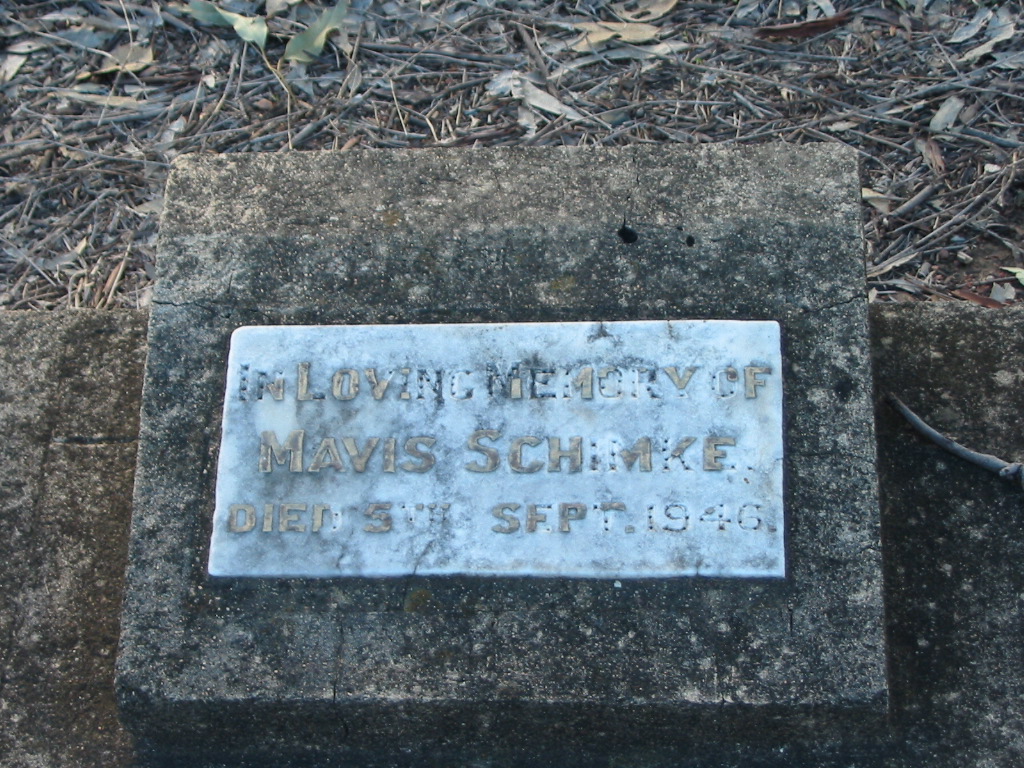 IN LOVING MEMORY OF
MAVIS SCHIMKE.
DIED 5TH SEPT. 1946.